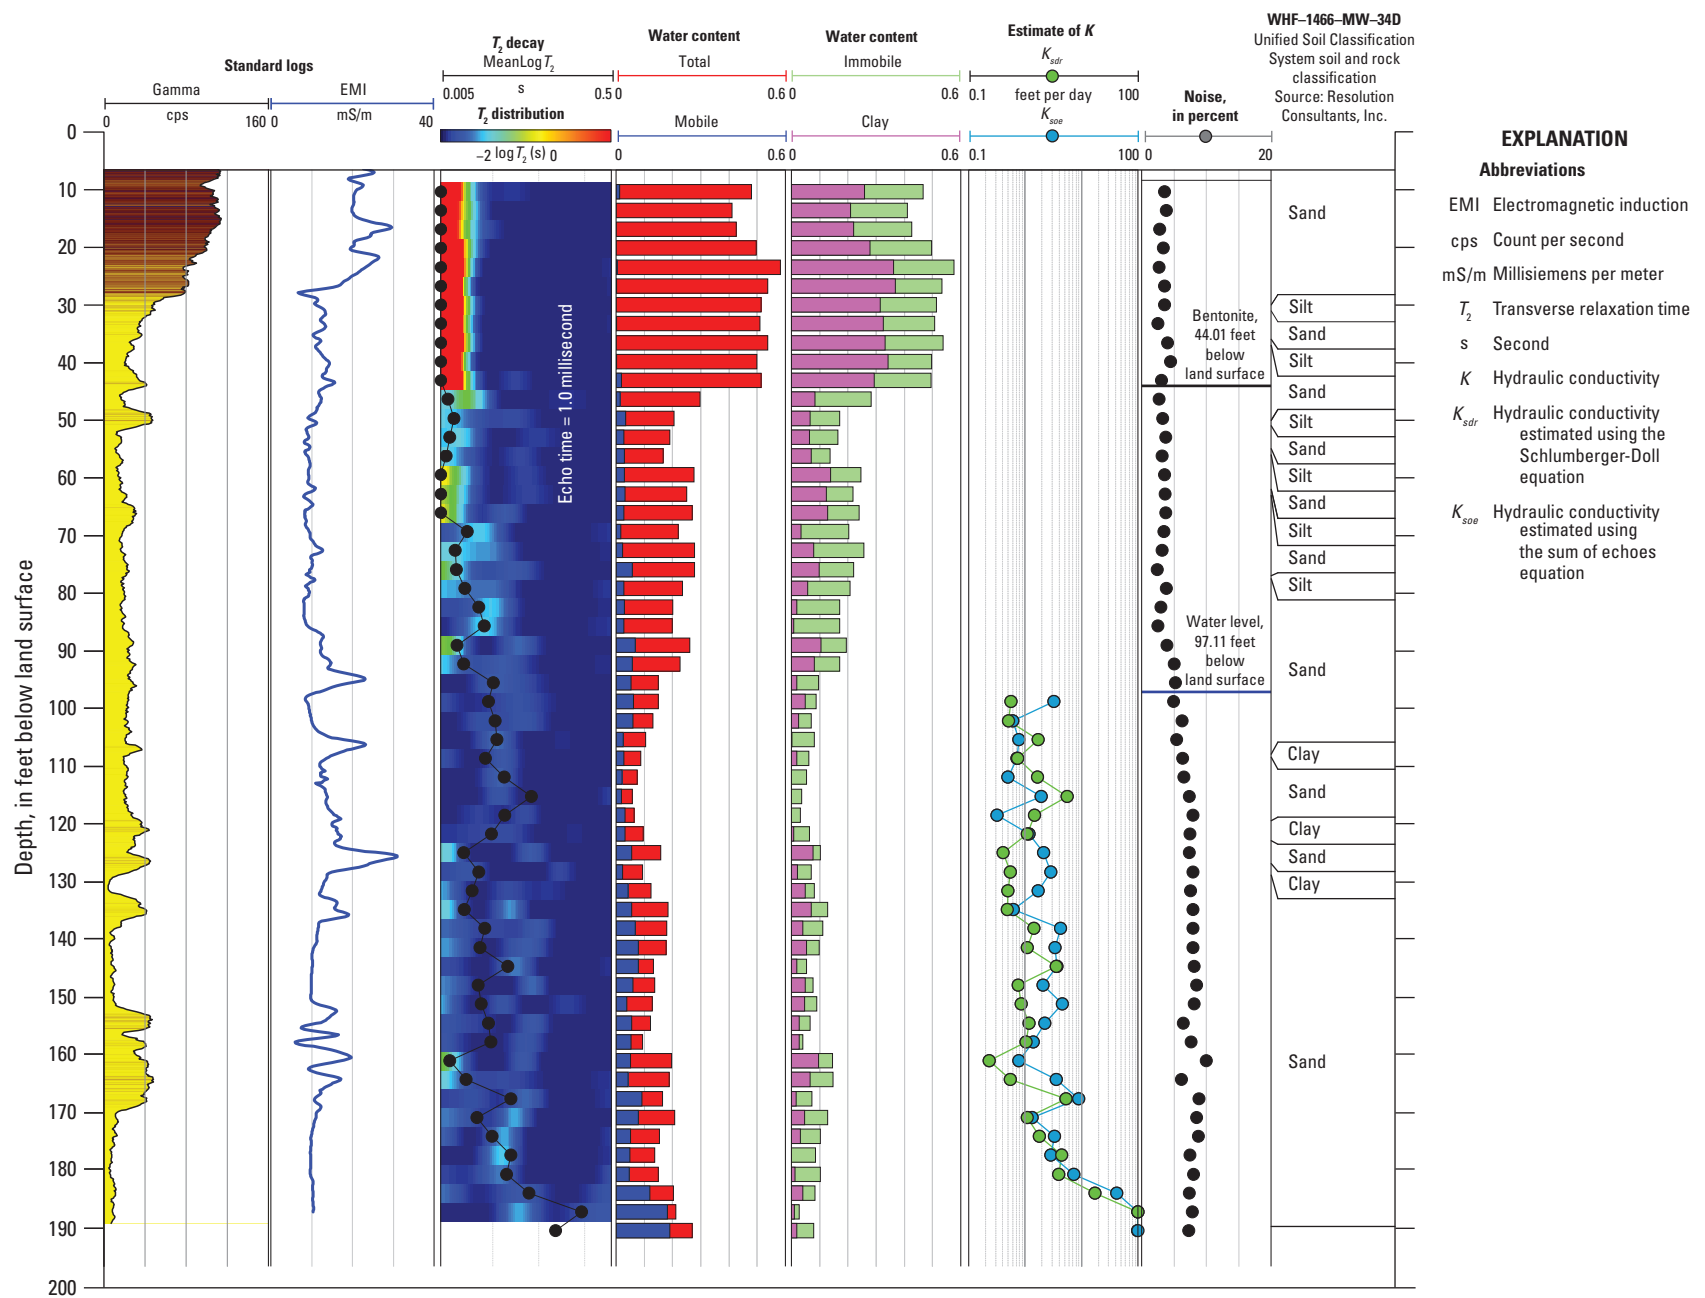 Standard logs
Gamma
0 cps 160
EMI
0 mS/m 40
T2 decay
MeanLogT2
0.005 s 0.5
T2 distribution
−2 logT2 (s) 0
Water content
Total
0 0.6
Mobile
0 0.6
Water content
Immobile
0 0.6
Clay
0 0.6
Estimate of K
Ksdr
0.1 feet per day 100
Ksoe
0.1 100
Noise,
in percent
0 20
WHF–1466–MW–34D
Unified Soil Classification
System soil and rock
classification
Source: Resolution
Consultants, Inc.
Depth, in feet below land surface
0
10
20
30
40
50
60
70
80
90
100
110
120
130
140
150
160
170
180
190
200
Echo time = 1.0 millisecond
Bentonite,
44.01 feet
below
land surface
Water level,
97.11 feet
below
land surface
Sand
Silt
Sand
Silt
Sand
Silt
Sand
Silt
Sand
Silt
Sand
Silt
Sand
Clay
Sand
Clay
Sand
Clay
Sand
EXPLANATION
Abbreviations
EMI Electromagnetic induction
cps Count per second
mS/m Millisiemens per meter
T2 Transverse relaxation time
s Second
K Hydraulic conductivity
Ksdr Hydraulic conductivity
estimated using the
Schlumberger-Doll
equation
Ksoe Hydraulic conductivity
estimated using
the sum of echoes
equation